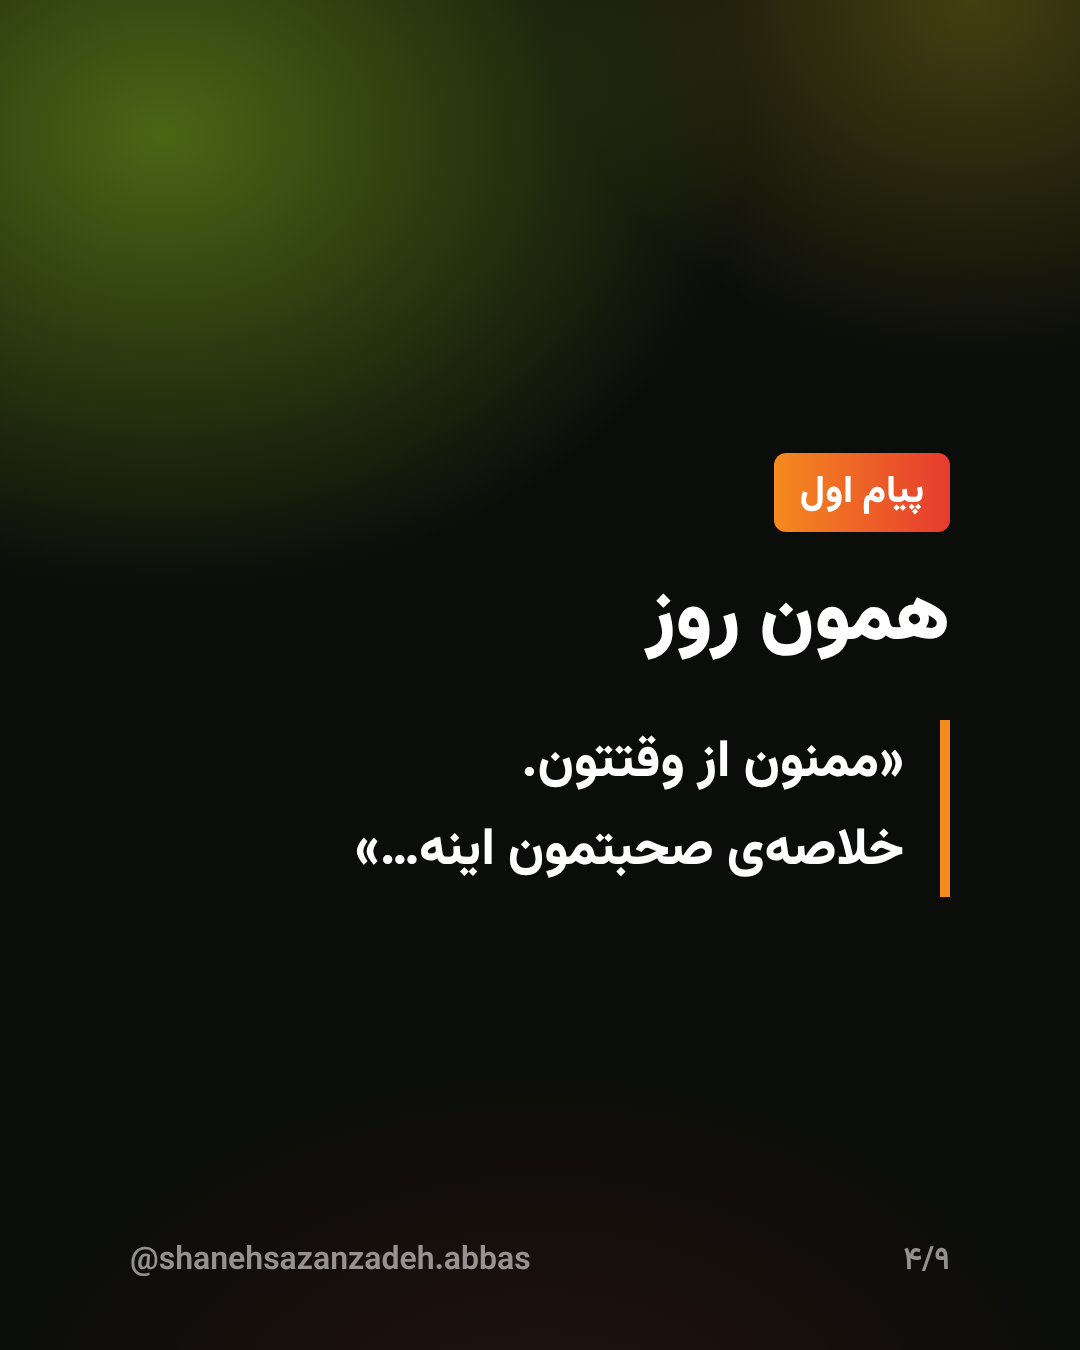 پیام اول
همون روز
«ممنون از وقتتون.
خلاصه‌ی صحبتمون اینه...»
@shanehsazanzadeh.abbas
۴/۹